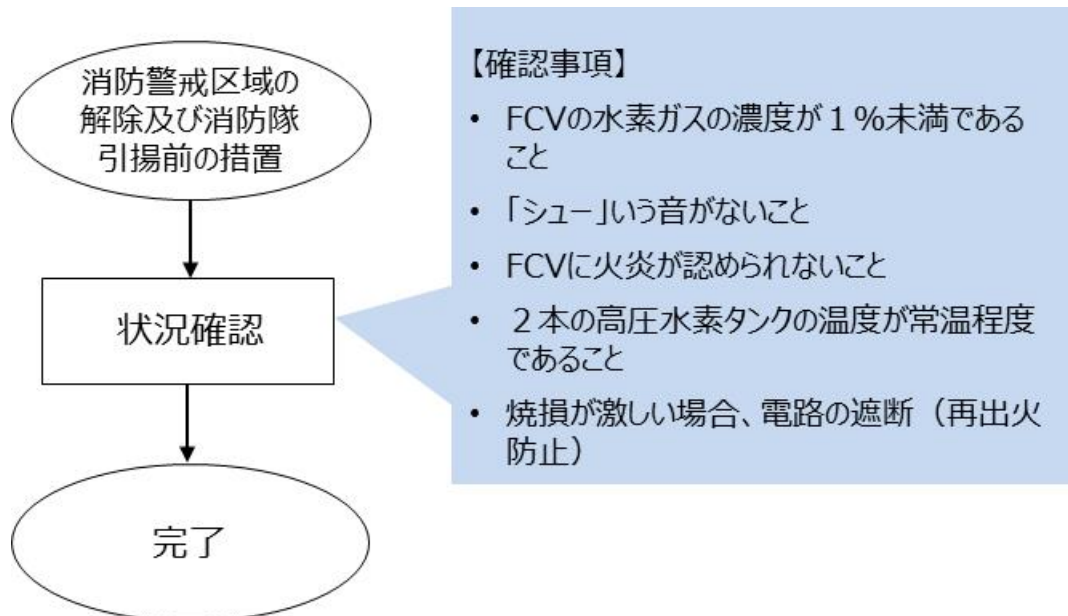 消防警戒区域の
解除及び消防隊
引揚前の措置
状況確認
完了
【確認事項】
• FCVの水素ガスの濃度が１%未満である
こと
• 「シュー」いう音がないこと
• FCVに火炎が認められないこと
• ２本の高圧水素タンクの温度が常温程度
であること
• 焼損が激しい場合、電路の遮断（再出火
防止）